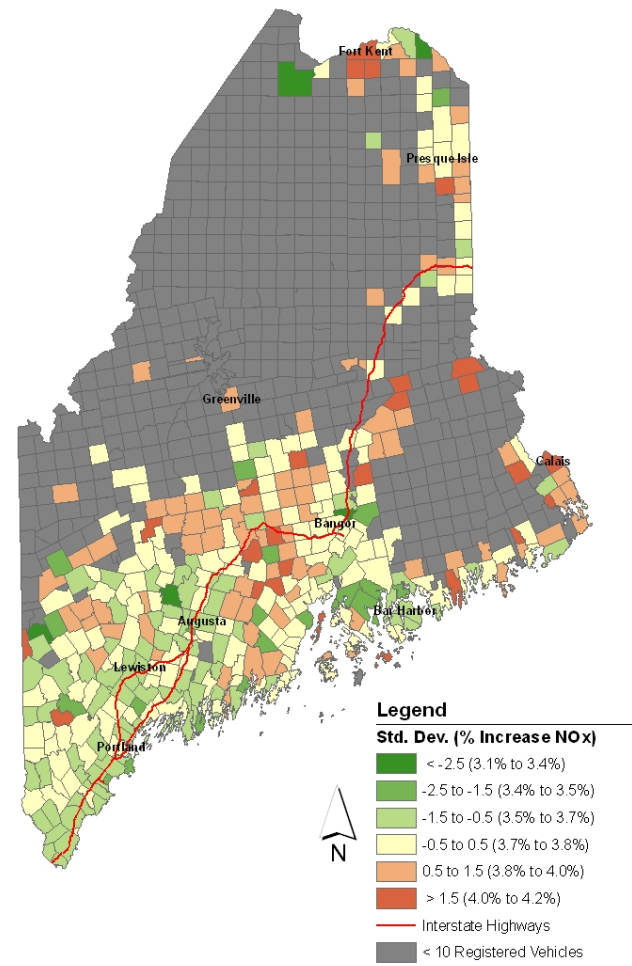 Fort Kent
Presque Isle
Greenville
Calais
Bangor
Bar Harbor
Augusta
Lewiston
Portland
N
Legend
Std. Dev. (% Increase NOx)
< -2.5 (3.1% to 3.4%)
-2.5 to -1.5 (3.4% to 3.5%)
-1.5 to -0.5 (3.5% to 3.7%)
-0.5 to 0.5 (3.7% to 3.8%)
0.5 to 1.5 (3.8% to 4.0%)
> 1.5 (4.0% to 4.2%)
Interstate Highways
< 10 Registered Vehicles